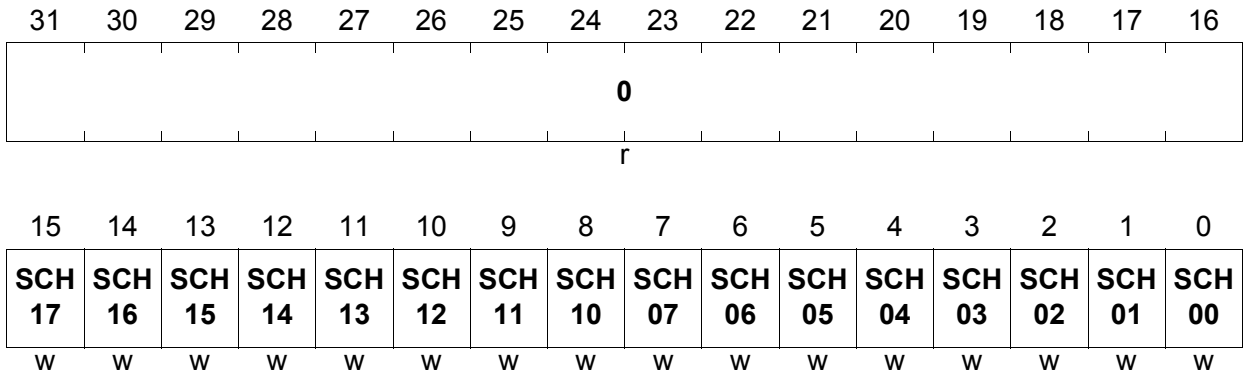 31 30 29 28 27 26 25 24 23 22 21 20 19 18 17 16
0
r
15 14 13 12 11 10 9 8 7 6 5 4 3 2 1 0
SCH SCH SCH SCH SCH SCH SCH SCH SCH SCH SCH SCH SCH SCH SCH SCH
17 16 15 14 13 12 11 10 07 06 05 04 03 02 01 00
w w w w w w w w w w w w w w w w